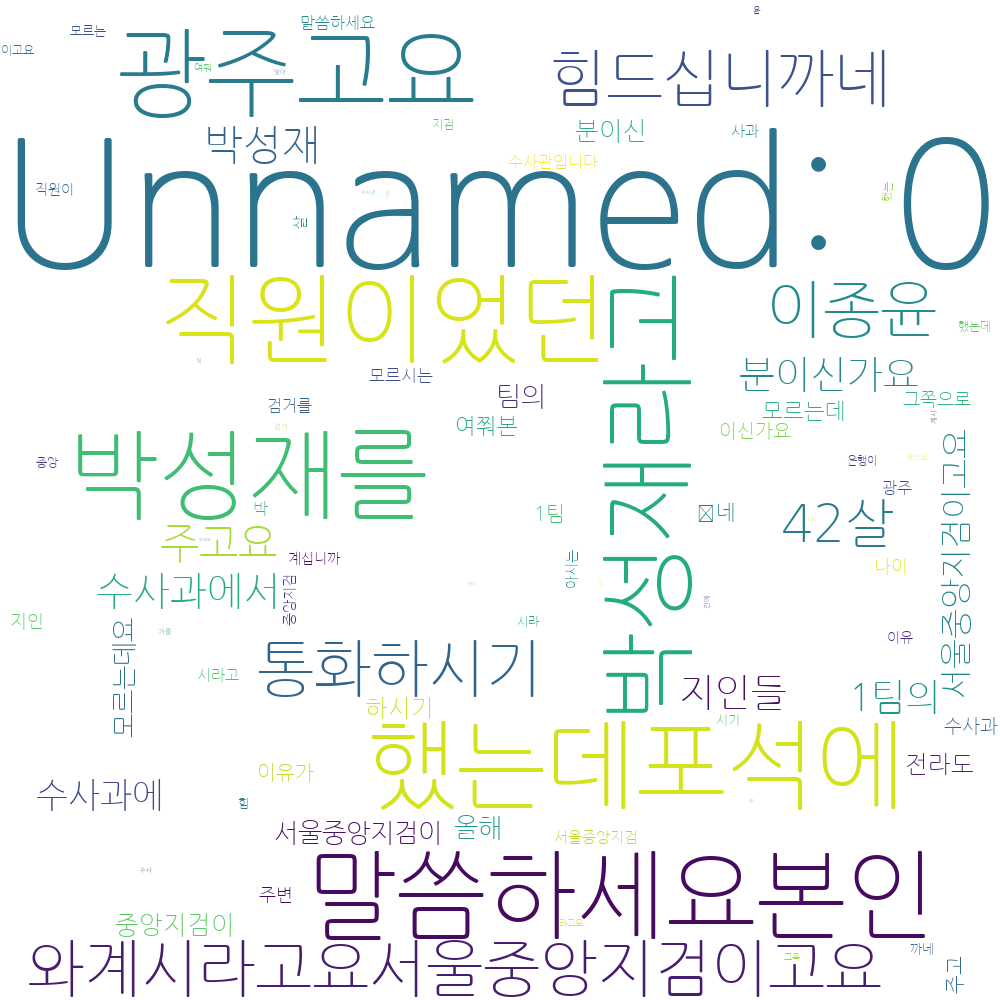 모르는
말씀하세요
이고요
여쭤
광주고요
힘드십니까네
지검
분이신
사과
박성재
수사관입니다
직원이
했는
살
Unnamed: 0
직원이었던
박성재라고
이종윤
했는데
모르시는
분이신가요
팀의
그쪽으로
검거를
모르는데
여쭤본
이신가요
박성재를
중앙
은행이
광주
박
1팀
네
42살
서울중앙지검이고요
주고요
계십니까
아시는
나이
수사과에서
중앙지검
지인
모르는데요
시라
이유
통화하시기
시라고
지인들
1팀의
하시기
시기
수사과
했는데포석에
이유가
전라도
수사과에
힘
서울중앙지검이
올해
서울중앙지검
말씀하세요본인
주변
중앙지검이
라고요
와계시라고요서울중앙지검이고요
까네
그쪽
주고